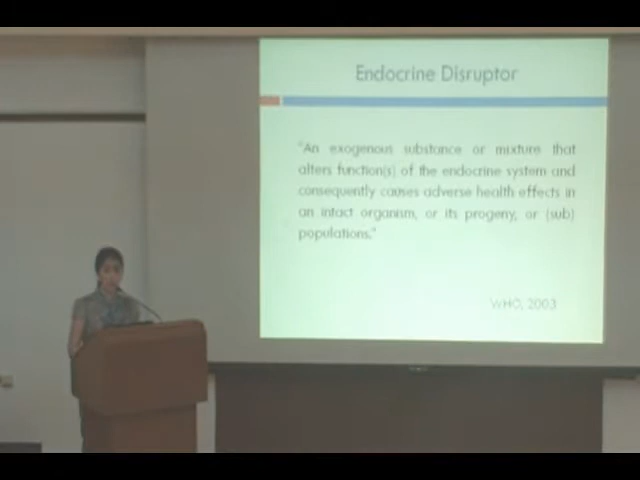 Endocrine Disruptor
"An exogenous substance or mixture that
alters function(s) of the endocrine system and
consequently causes adverse health effects in
an intact organism, or its progeny, or (sub)
populations."
WHO, 2003